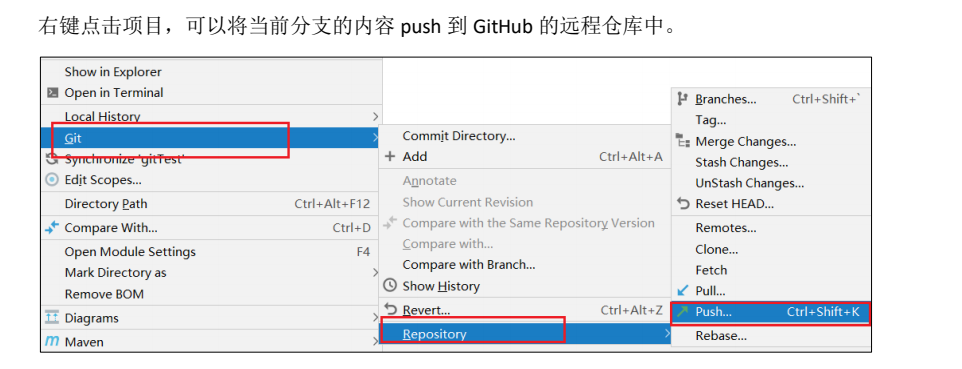 右键点击项目，可以将当前分支的内容 push 到 GitHub 的远程仓库中。
Show in Explorer
Open in Terminal
Local History
Git
Synchronize 'gitTest'
Edit Scopes...
Directory Path Ctrl+Alt+F12
Compare With... Ctrl+D
Open Module Settings F4
Mark Directory as
Remove BOM
Diagrams
Maven
Commit Directory...
Add Ctrl+Alt+A
Annotate
Show Current Revision
Compare with the Same Repository Version
Compare with...
Compare with Branch...
Show History
Revert... Ctrl+Alt+Z
Repository
Branches... Ctrl+Shift+`
Tag...
Merge Changes...
Stash Changes...
UnStash Changes...
Reset HEAD...
Remotes...
Clone...
Fetch
Pull...
Push... Ctrl+Shift+K
Rebase...